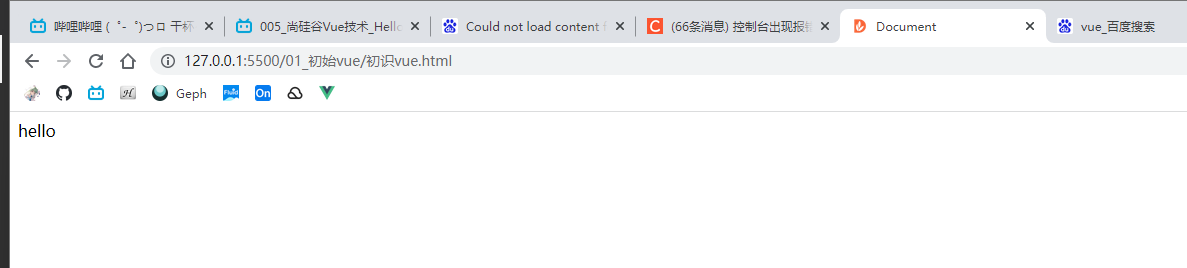 哔哩哔哩 (゜-゜)つロ 干杯
005_尚硅谷Vue技术_Hello
Could not load content f
(66条消息) 控制台出现报错
Document
vue_百度搜索
127.0.0.1:5500/01_初始vue/初识vue.html
H
Geph
Fluid
On
hello